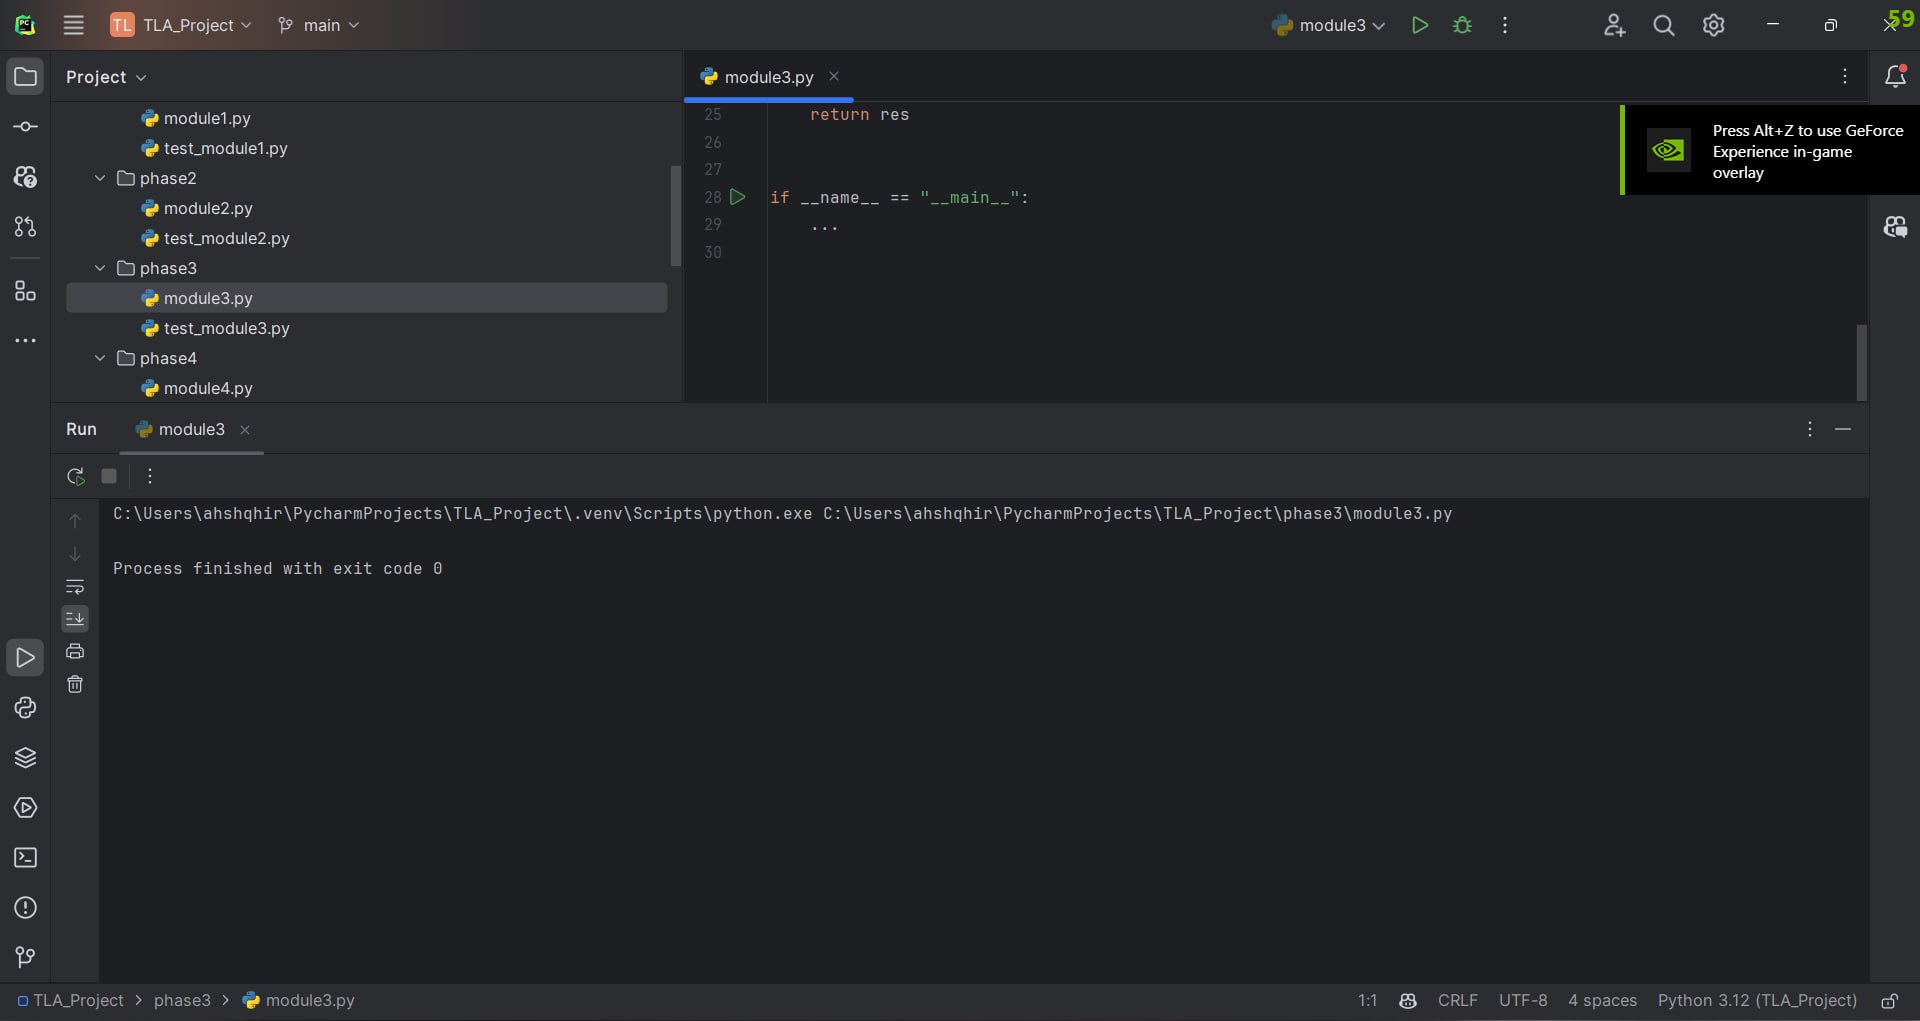 TL TLA_Project main module3 59
Project
module1.py
test_module1.py
phase2
module2.py
test_module2.py
phase3
module3.py
test_module3.py
phase4
module4.py
module3.py
25 return res
26
27
28 if __name__ == "__main__":
29 ...
30
Press Alt+Z to use GeForce
Experience in-game
overlay
Run module3
C:\Users\ahshqhir\PycharmProjects\TLA_Project\.venv\Scripts\python.exe C:\Users\ahshqhir\PycharmProjects\TLA_Project\phase3\module3.py
Process finished with exit code 0
TLA_Project > phase3 > module3.py 1:1 CRLF UTF-8 4 spaces Python 3.12 (TLA_Project)